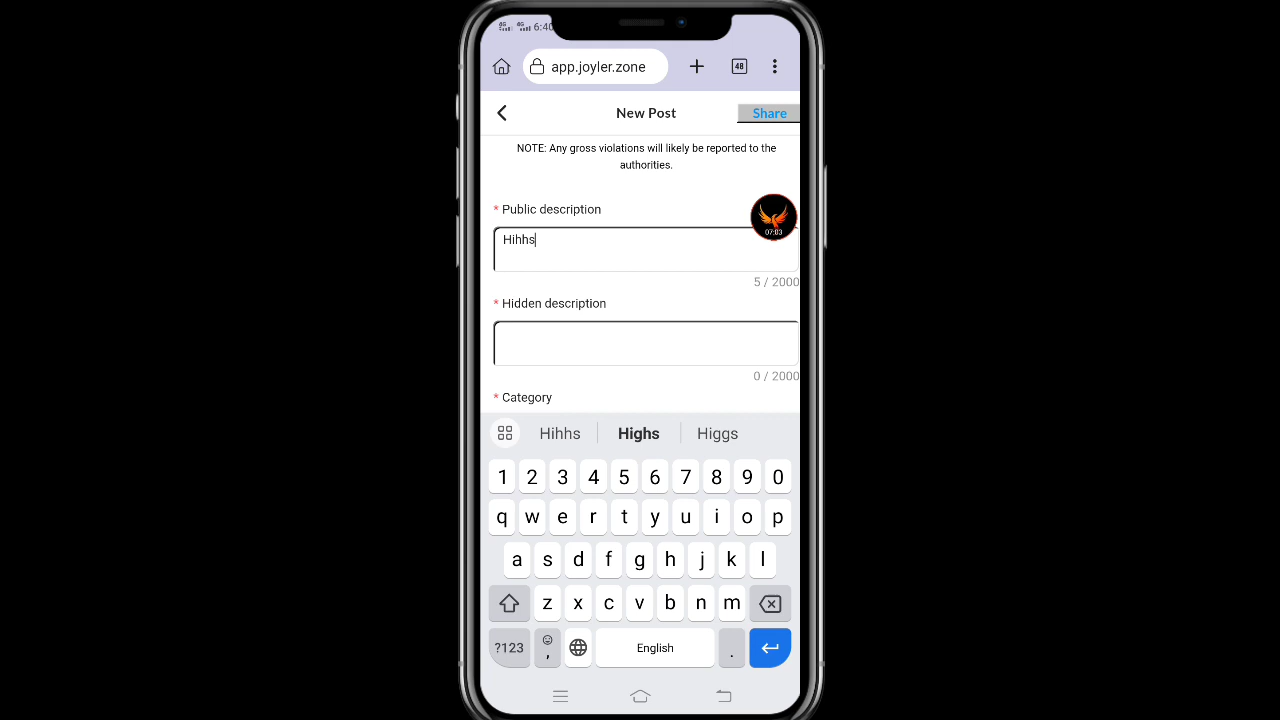 4G 4G 6:40
app.joyler.zone
48
New Post
Share
NOTE: Any gross violations will likely be reported to the
authorities.
* Public description
07:03
Hihhs
5 / 2000
* Hidden description
0 / 2000
* Category
Hihhs Highs Higgs
1 2 3 4 5 6 7 8 9 0
q w e r t y u i o p
a s d f g h j k l
z x c v b n m
?123 , English .